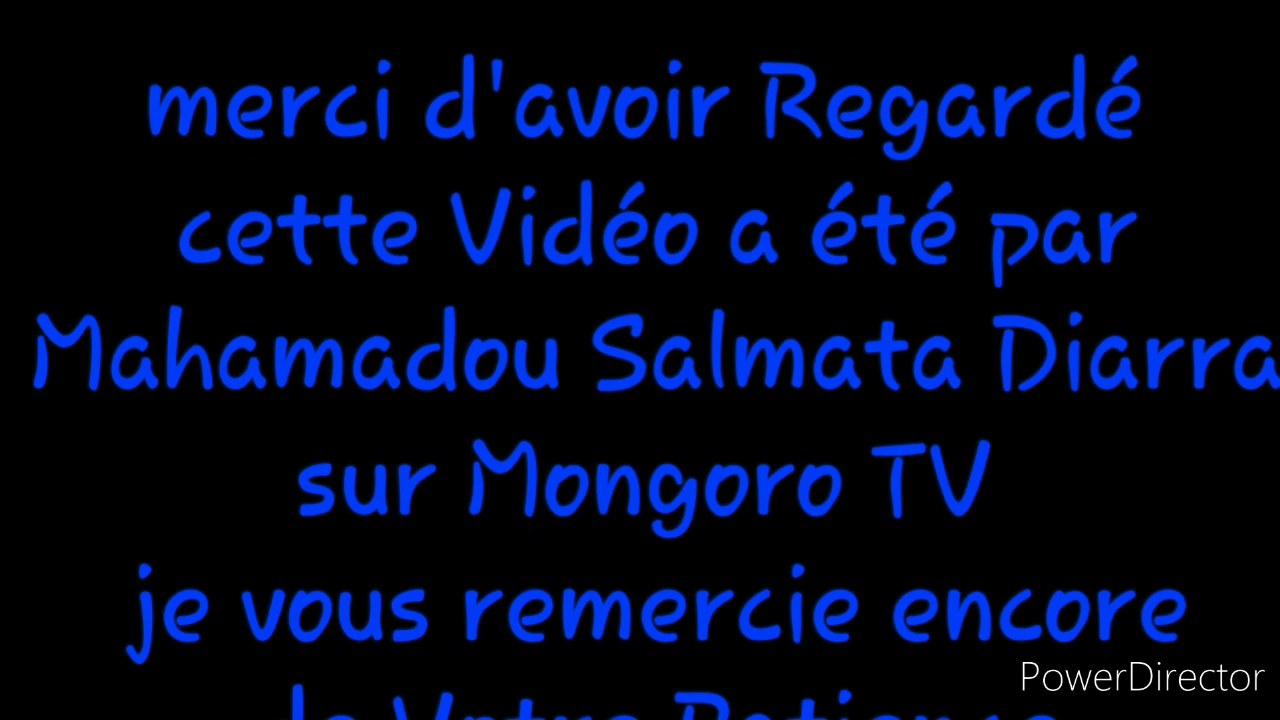 merci d'avoir Regardé
cette Vidéo a été par
Mahamadou Salmata Diarra
sur Mongoro TV
je vous remercie encore
PowerDirector